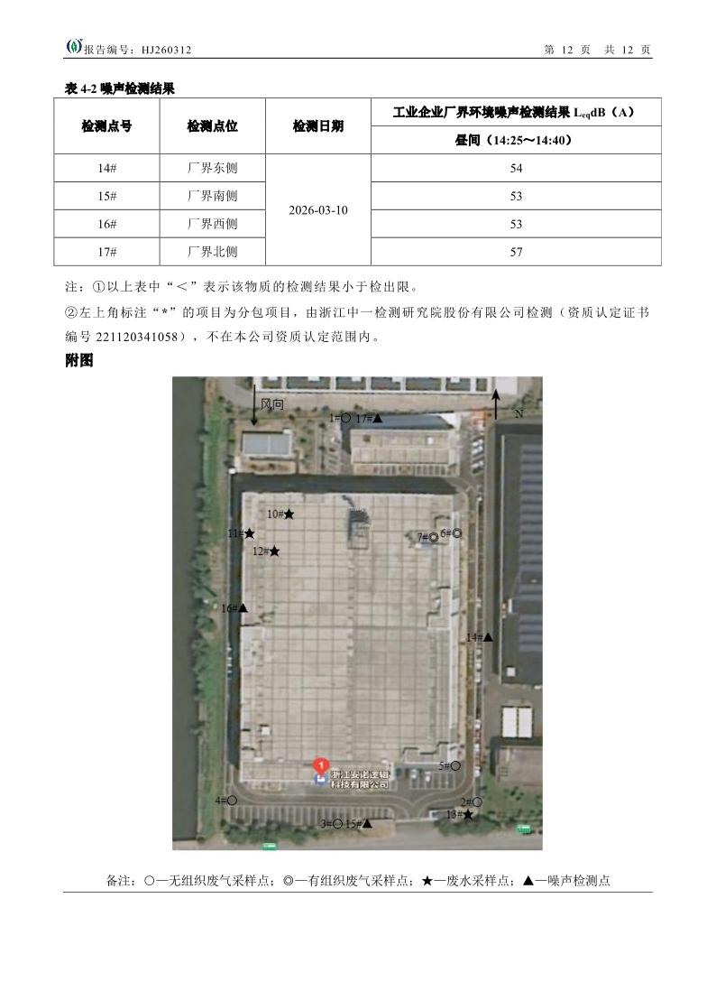 报告编号：HJ260312
第 12 页 共 12 页
表 4-2 噪声检测结果
检测点号 检测点位 检测日期 工业企业厂界环境噪声检测结果 LeqdB（A）
昼间（14:25～14:40）
14# 厂界东侧 2026-03-10 54
15# 厂界南侧 53
16# 厂界西侧 53
17# 厂界北侧 57
注：①以上表中“＜”表示该物质的检测结果小于检出限。
②左上角标注“*”的项目为分包项目，由浙江中一检测研究院股份有限公司检测（资质认定证书
编号 221120341058），不在本公司资质认定范围内。
附图
风向
N
1#○ 17#▲
10#★
11#★
7#◎ 6#◎
12#★
16#▲
14#▲
1
5#○
浙江安诺逻辑
科技有限公司
4#○
2#○
13#★
3#○ 15#▲
备注：○—无组织废气采样点；◎—有组织废气采样点；★—废水采样点；▲—噪声检测点